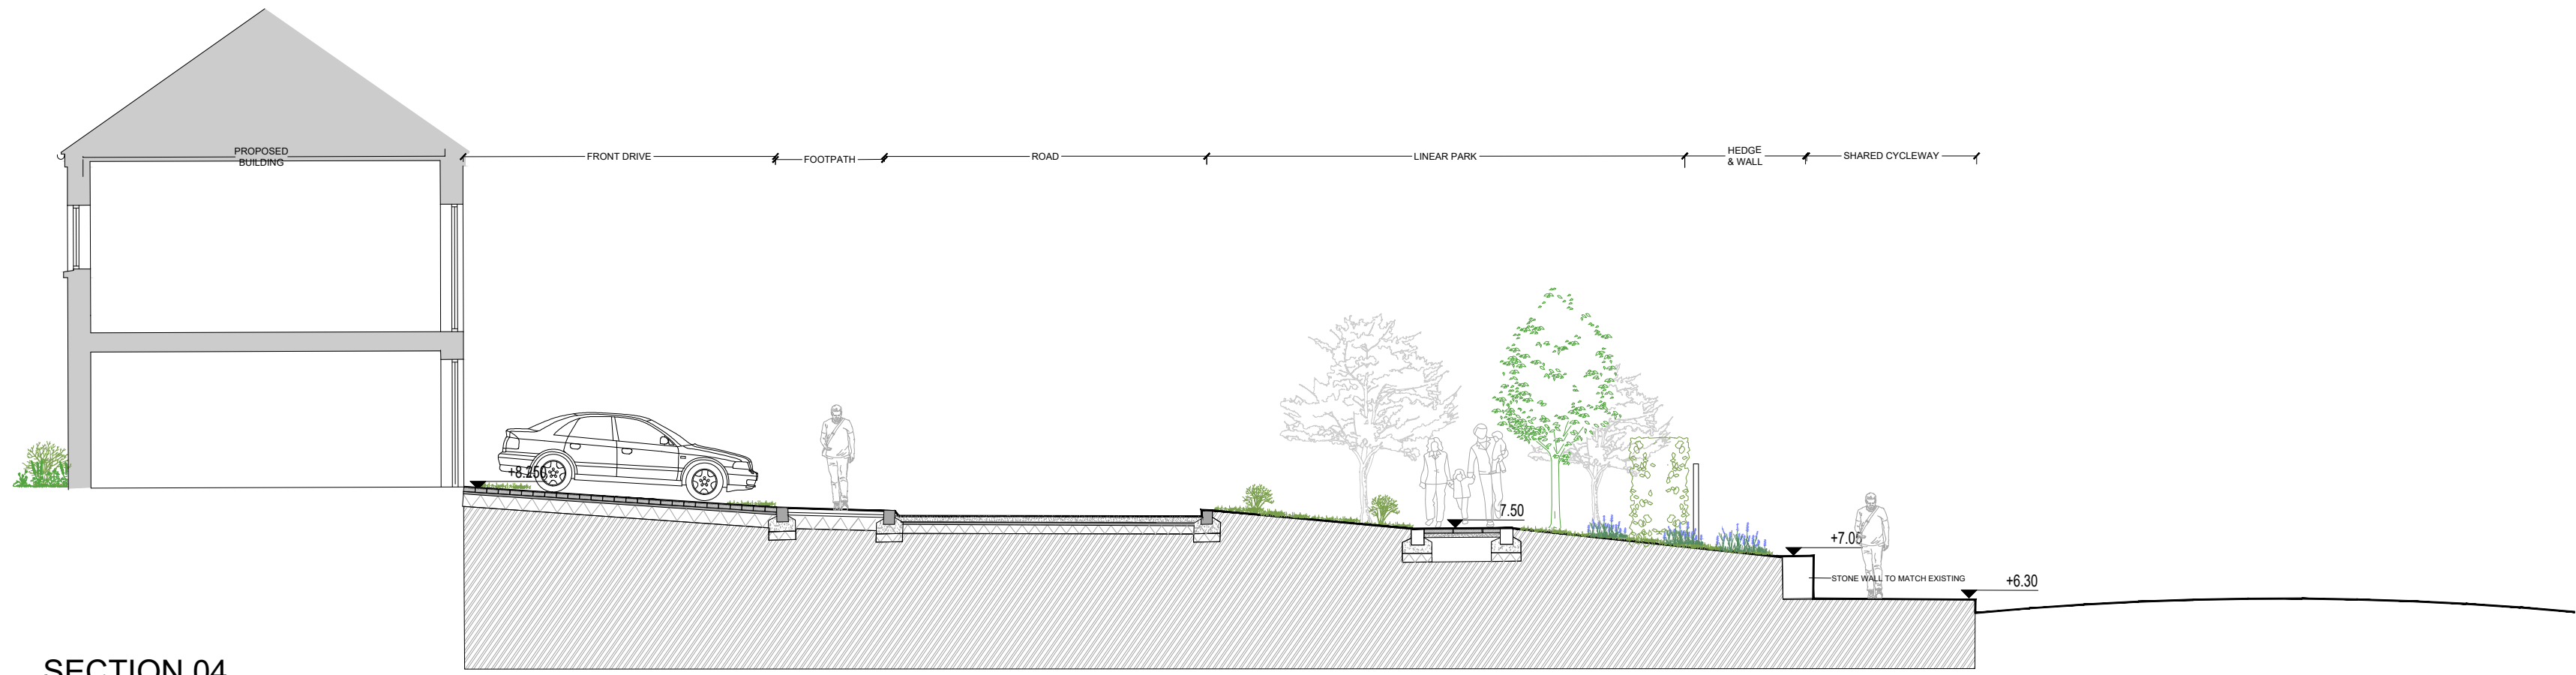 PROPOSED
BUILDING
FRONT DRIVE
FOOTPATH
ROAD
LINEAR PARK
HEDGE
& WALL
SHARED CYCLEWAY
+8.250
7.50
+7.05
STONE WALL TO MATCH EXISTING
+6.30
SECTION 04